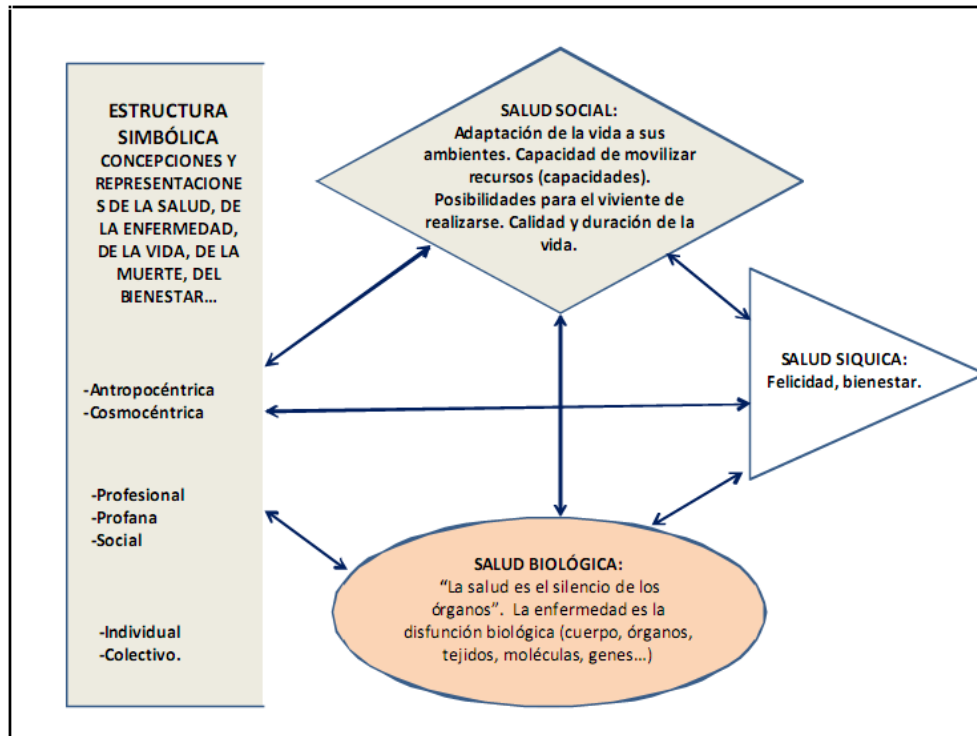 ESTRUCTURA
SIMBÓLICA
CONCEPCIONES Y
REPRESENTACIONE
S DE LA SALUD, DE
LA ENFERMEDAD,
DE LA VIDA, DE LA
MUERTE, DEL
BIENESTAR...
-Antropocéntrica
-Cosmocéntrica
-Profesional
-Profana
-Social
-Individual
-Colectivo.
SALUD SOCIAL:
Adaptación de la vida a sus
ambientes. Capacidad de movilizar
recursos (capacidades).
Posibilidades para el viviente de
realizarse. Calidad y duración de la
vida.
SALUD SIQUICA:
Felicidad, bienestar.
SALUD BIOLÓGICA:
“La salud es el silencio de los
órganos”. La enfermedad es la
disfunción biológica (cuerpo, órganos,
tejidos, moléculas, genes...)